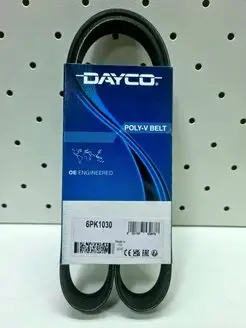 DAYCO
POLY-V BELT
OE ENGINEERED
6PK1030